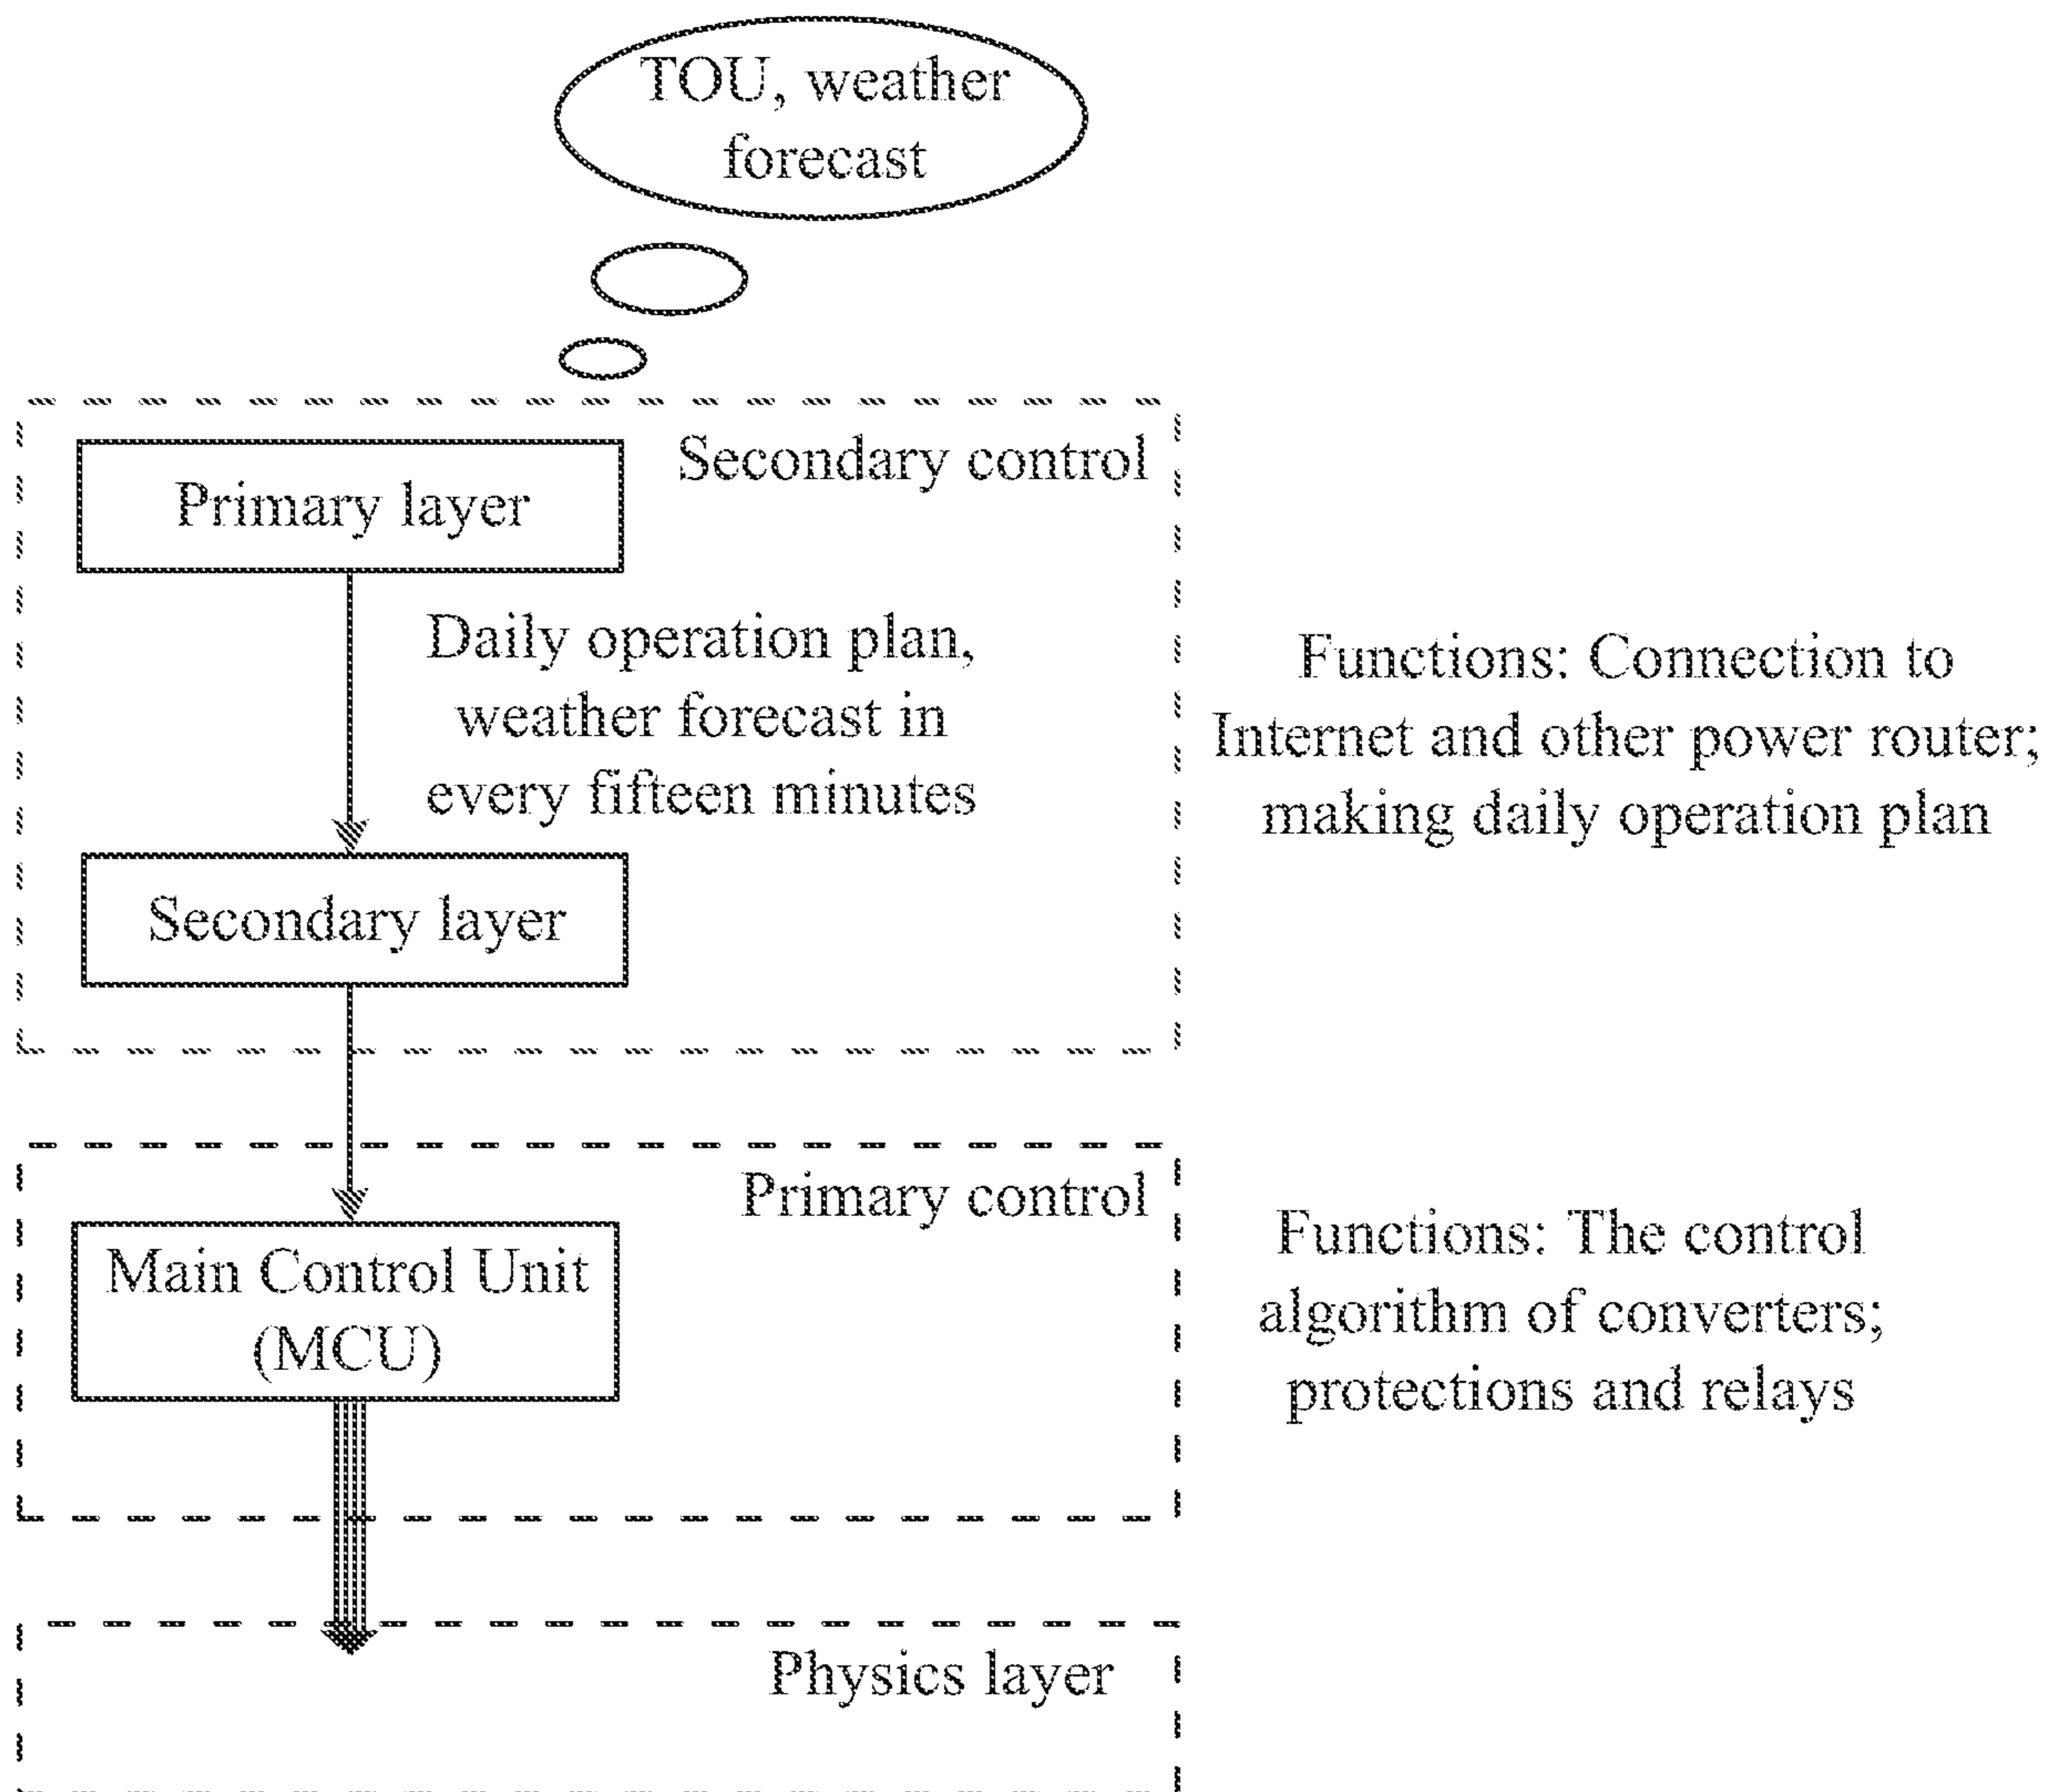 TOU, weather
forecast
Secondary control
Primary layer
Daily operation plan,
weather forecast in
every fifteen minutes
Functions: Connection to
Internet and other power router;
making daily operation plan
Secondary layer
Primary control
Main Control Unit
(MCU)
Functions: The control
algorithm of converters;
protections and relays
Physics layer